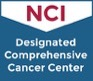 NCI
Designated
Comprehensive
Cancer Center